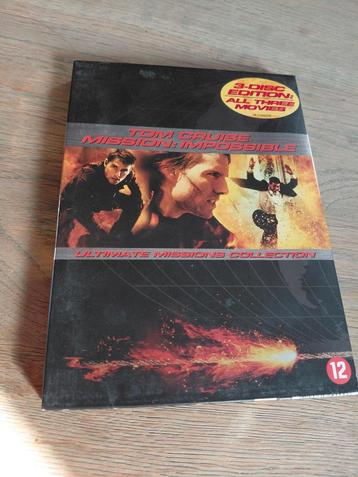 3-DISC
EDITION:
ALL THREE
MOVIES
TOM CRUISE
MISSION: IMPOSSIBLE
ULTIMATE MISSIONS COLLECTION
12